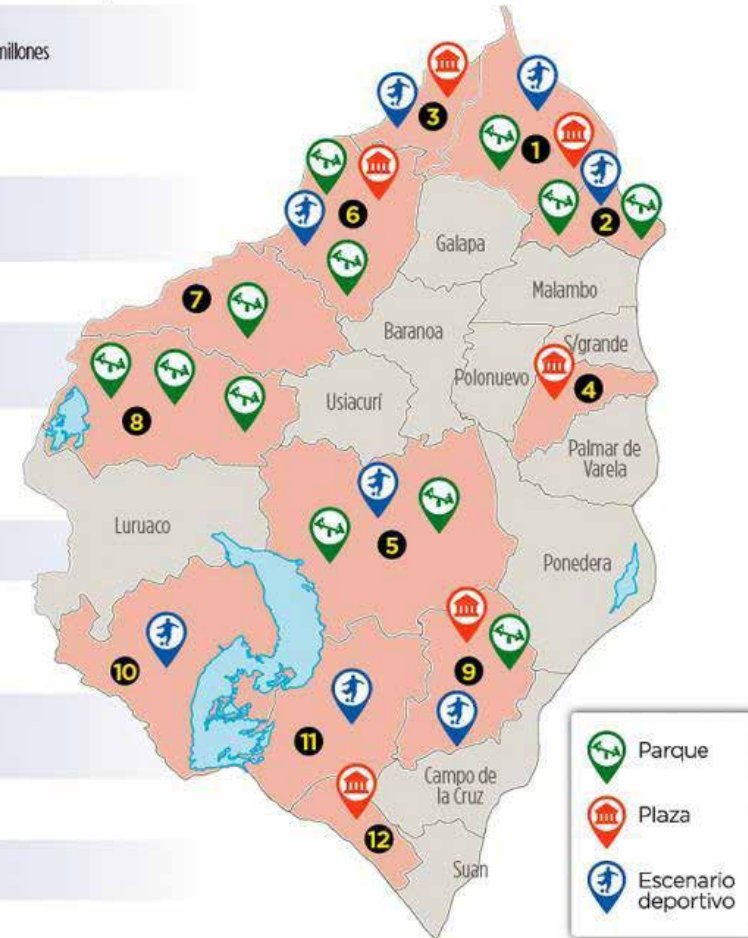 millones
3
1
6
2
Galapa
7
Malambo
Baranoa
S/grande
Polonuevo
4
Usiacurí
8
Palmar de
Varela
Luruaco
5
Ponedera
10
9
11
Campo de
la Cruz
12
Suan
Parque
Plaza
Escenario
deportivo